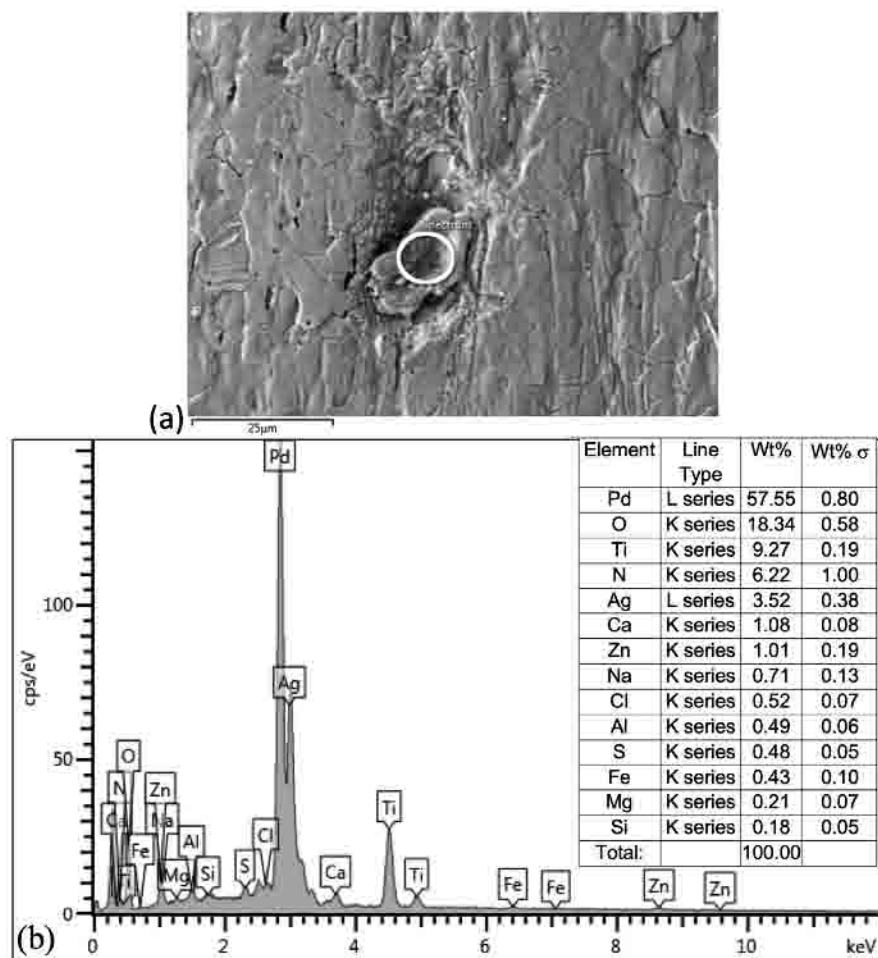 Spectrum
(a)
25μm
Pd
100
50
0
cps/eV
Ag
O
N
Zn
Ca
Na
Fe
Ti
Mg
Al
Si
S
Cl
Ca
Ti
Ti
Fe
Fe
Zn
Zn
0 2 4 6 8 10 keV
(b)
Element Line Type Wt% Wt% σ
Pd L series 57.55 0.80
O K series 18.34 0.58
Ti K series 9.27 0.19
N K series 6.22 1.00
Ag L series 3.52 0.38
Ca K series 1.08 0.08
Zn K series 1.01 0.19
Na K series 0.71 0.13
Cl K series 0.52 0.07
Al K series 0.49 0.06
S K series 0.48 0.05
Fe K series 0.43 0.10
Mg K series 0.21 0.07
Si K series 0.18 0.05
Total: 100.00